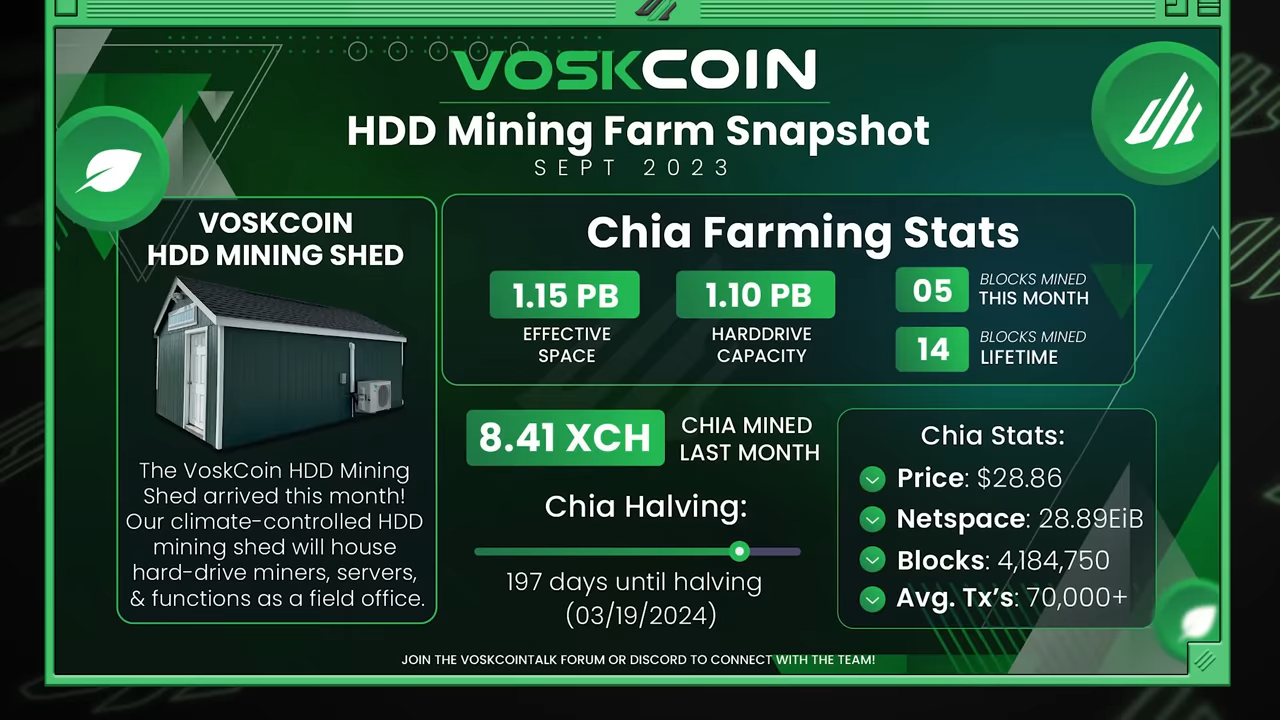 VOSKCOIN
HDD Mining Farm Snapshot
SEPT 2023
VOSKCOIN
HDD MINING SHED
The VoskCoin HDD Mining
Shed arrived this month!
Our climate-controlled HDD
mining shed will house
hard-drive miners, servers,
& functions as a field office.
Chia Farming Stats
1.15 PB
EFFECTIVE
SPACE
1.10 PB
HARDDRIVE
CAPACITY
05
BLOCKS MINED
THIS MONTH
14
BLOCKS MINED
LIFETIME
8.41 XCH
CHIA MINED
LAST MONTH
Chia Halving:
197 days until halving
(03/19/2024)
Chia Stats:
Price: $28.86
Netspace: 28.89EiB
Blocks: 4,184,750
Avg. Tx's: 70,000+
JOIN THE VOSKCOINTALK FORUM OR DISCORD TO CONNECT WITH THE TEAM!